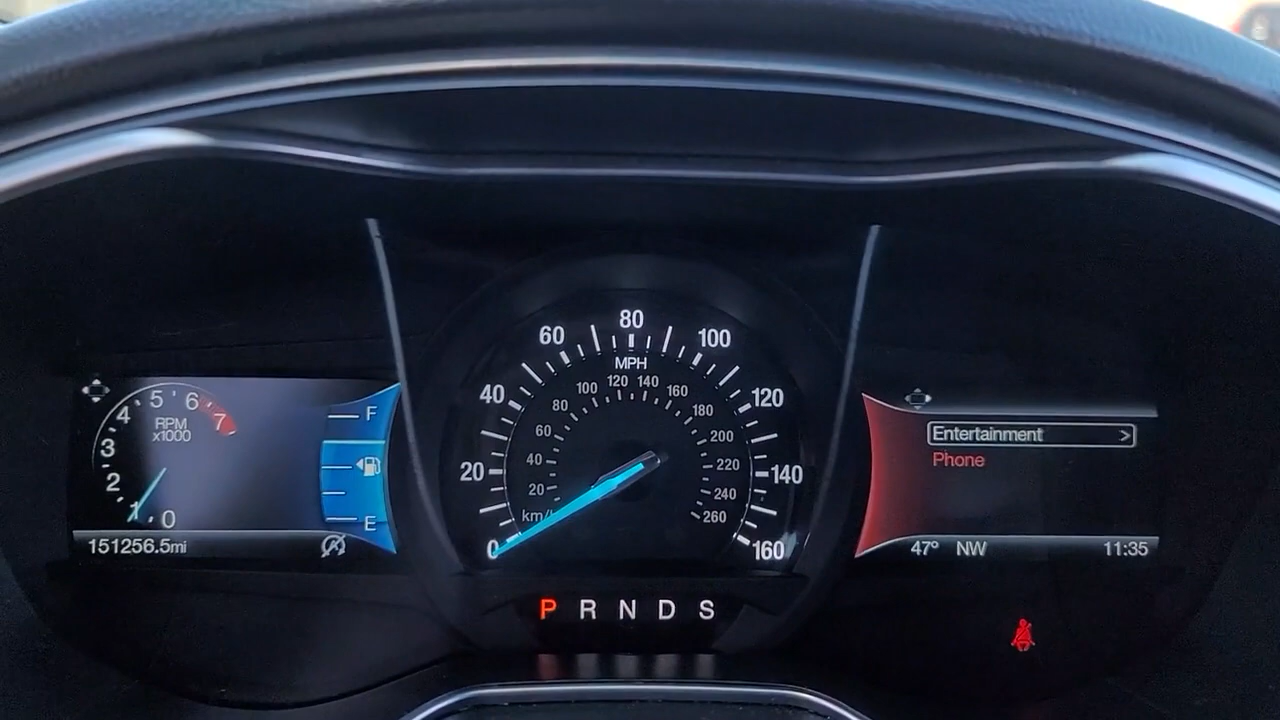 5 6
4 7
RPM
x1000
3
2
1 0
F
E
151256.5mi
80
60 100
MPH
40 120
20 140
0 160
120 140
100 160
80 180
60 200
40 220
20 240
km/h 260
P R N D S
Entertainment >
Phone
47° NW 11:35